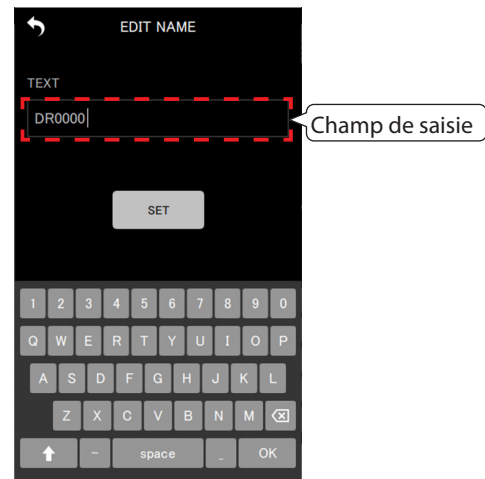 EDIT NAME
TEXT
DR0000
Champ de saisie
SET
1 2 3 4 5 6 7 8 9 0
Q W E R T Y U I O P
A S D F G H J K L
Z X C V B N M
- space _ OK